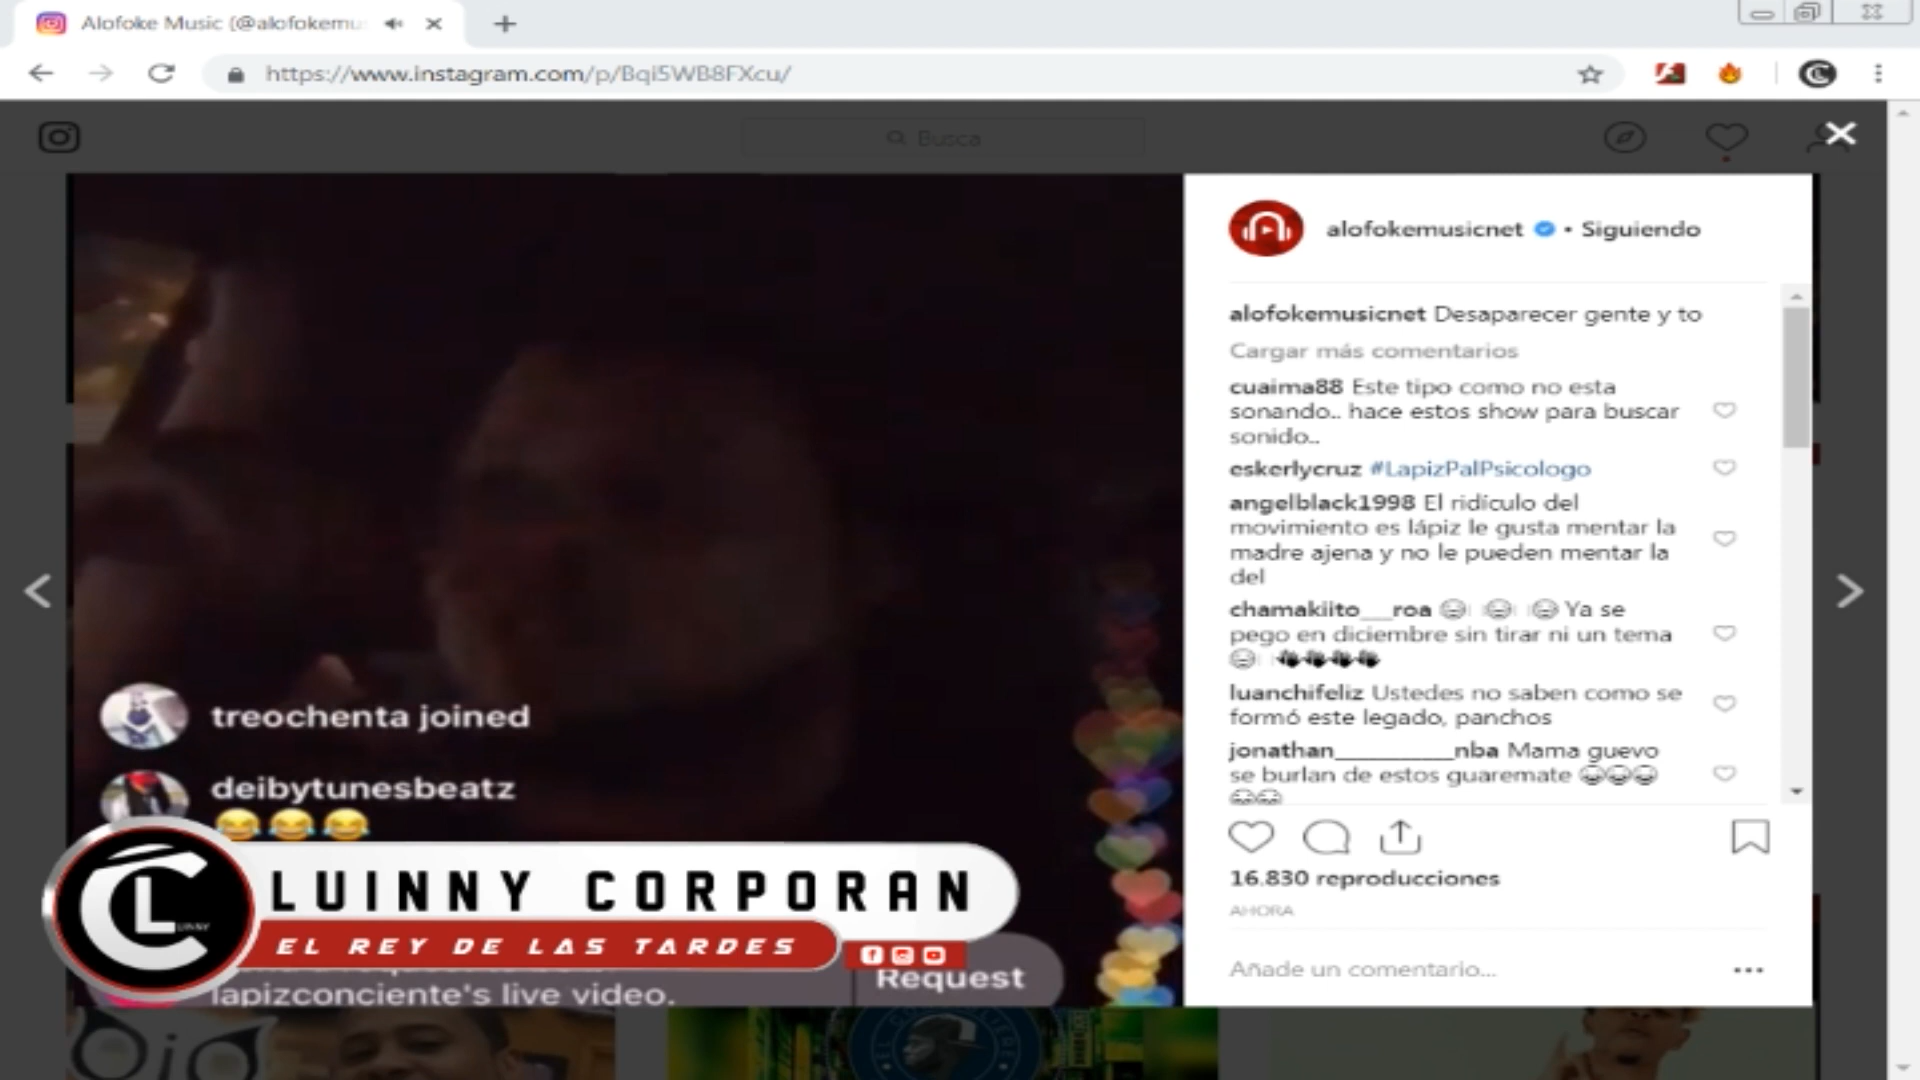 Alofoke Music (@alofokemu
https://www.instagram.com/p/Bqi5WB8FXcu/
Busca
alofokemusicnet • Siguiendo
alofokemusicnet Desaparecer gente y to
Cargar más comentarios
cuaima88 Este tipo como no esta
sonando.. hace estos show para buscar
sonido..
eskerlycruz #LapizPalPsicologo
angelblack1998 El ridículo del
movimiento es lápiz le gusta mentar la
madre ajena y no le pueden mentar la
del
chamakiito___roa 😂 😂 😂 Ya se
pego en diciembre sin tirar ni un tema
luanchifeliz Ustedes no saben como se
formó este legado, panchos
jonathan__________nba Mama guevo
se burlan de estos guaremate 😂😂😂
😂😂
16.830 reproducciones
AHORA
Añade un comentario...
treochenta joined
deibytunesbeatz
😂😂😂
LUINNY CORPORAN
EL REY DE LAS TARDES
Request
lapizconciente's live video.